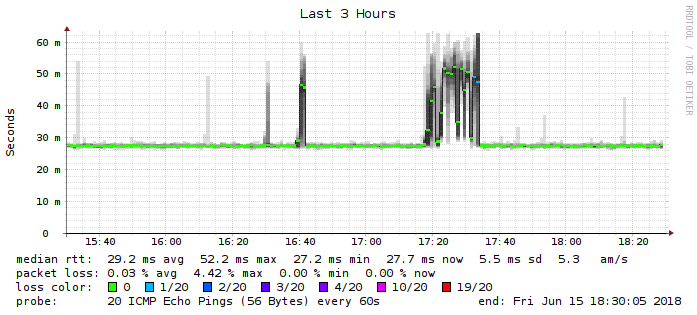 Last 3 Hours
RRDTOOL / TOBI OETIKER
Seconds
60 m
50 m
40 m
30 m
20 m
10 m
0
15:40 16:00 16:20 16:40 17:00 17:20 17:40 18:00 18:20
median rtt: 29.2 ms avg 52.2 ms max 27.2 ms min 27.7 ms now 5.5 ms sd 5.3 am/s
packet loss: 0.03 % avg 4.42 % max 0.00 % min 0.00 % now
loss color: 0 1/20 2/20 3/20 4/20 10/20 19/20
probe: 20 ICMP Echo Pings (56 Bytes) every 60s end: Fri Jun 15 18:30:05 2018